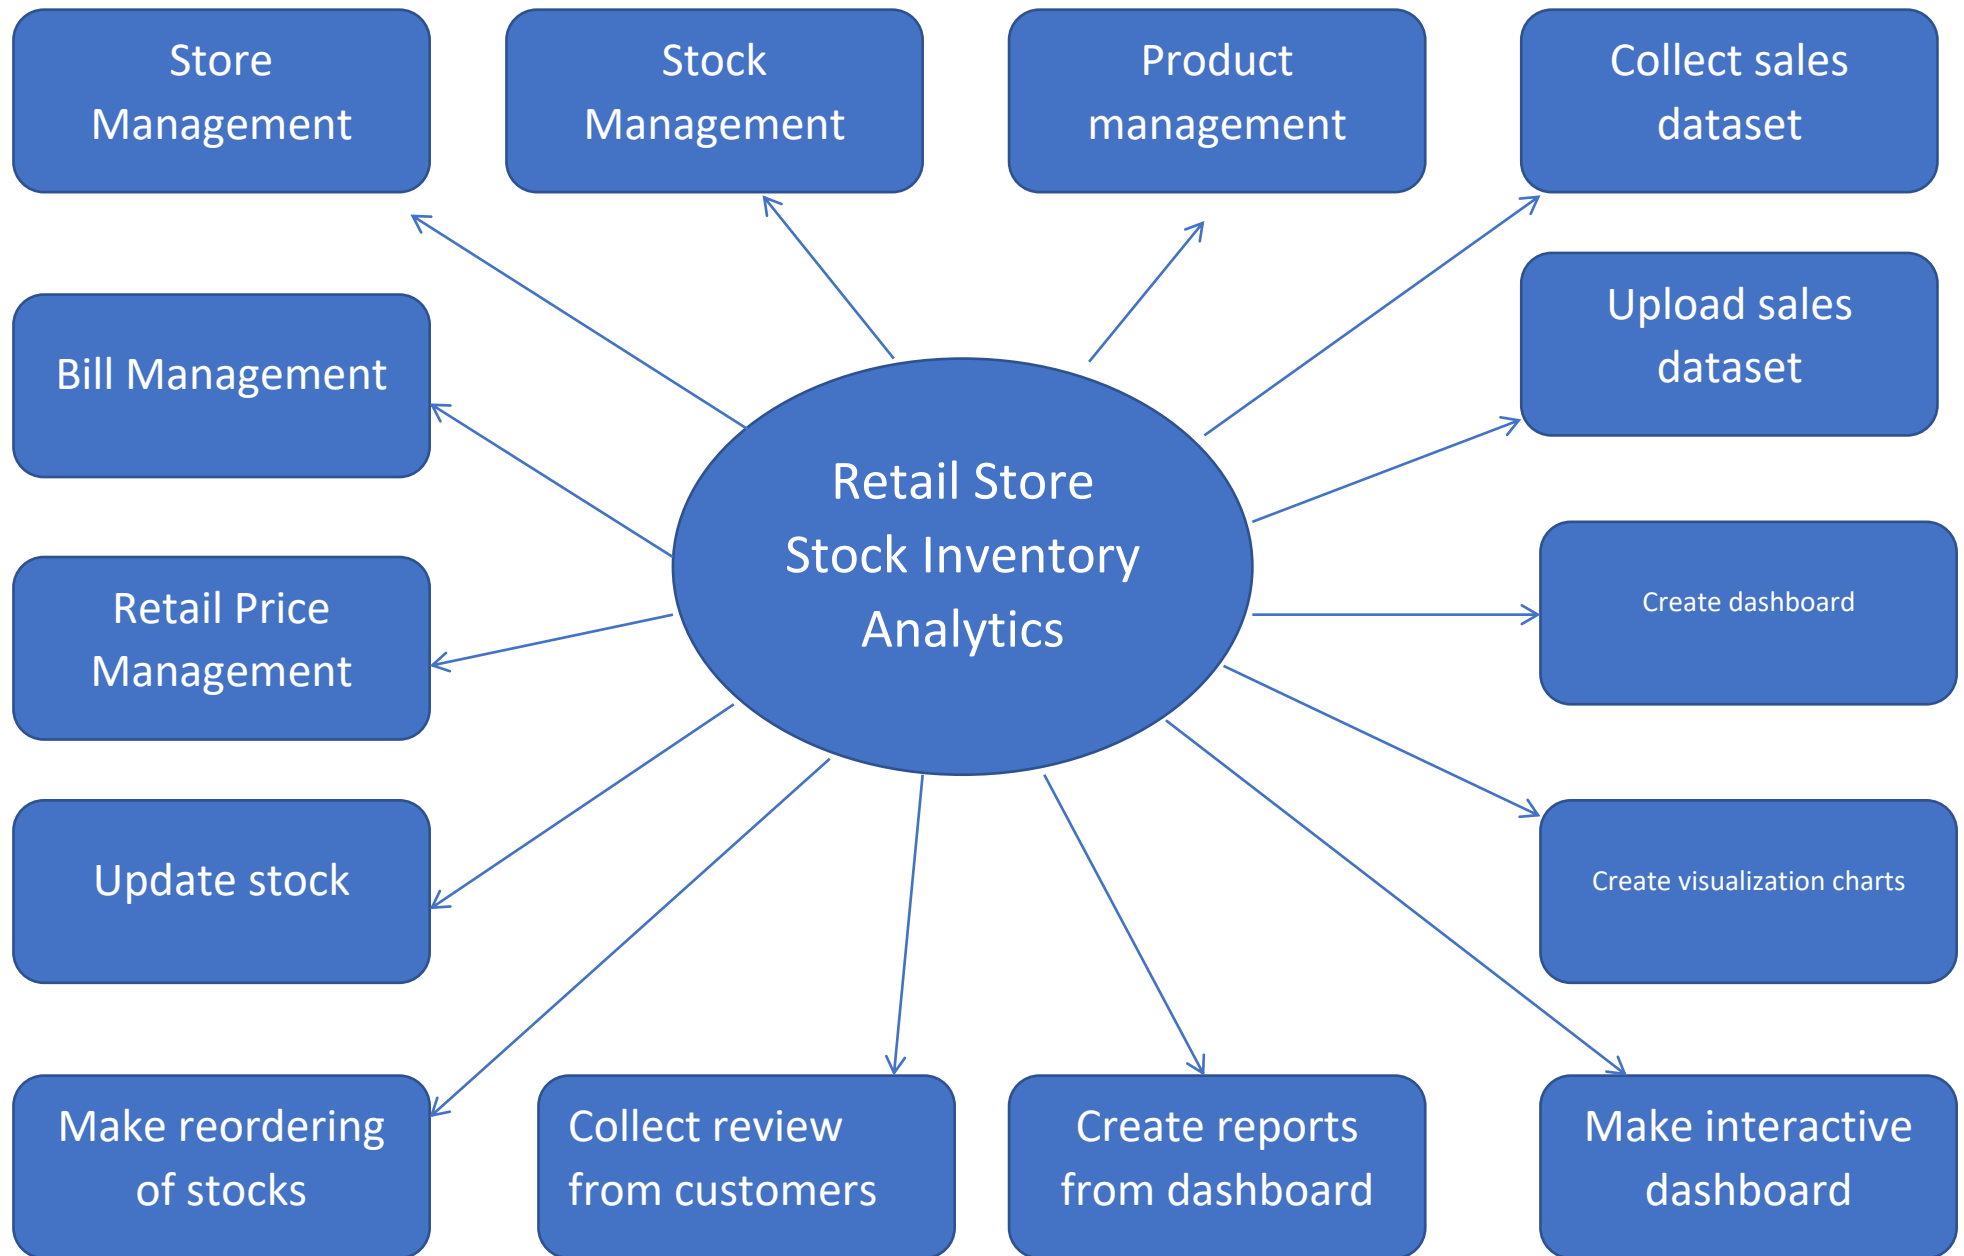 Store
Management
Stock
Management
Product
management
Collect sales
dataset
Upload sales
dataset
Bill Management
Retail Store
Stock Inventory
Analytics
Retail Price
Management
Create dashboard
Update stock
Create visualization charts
Make reordering
of stocks
Collect review
from customers
Create reports
from dashboard
Make interactive
dashboard